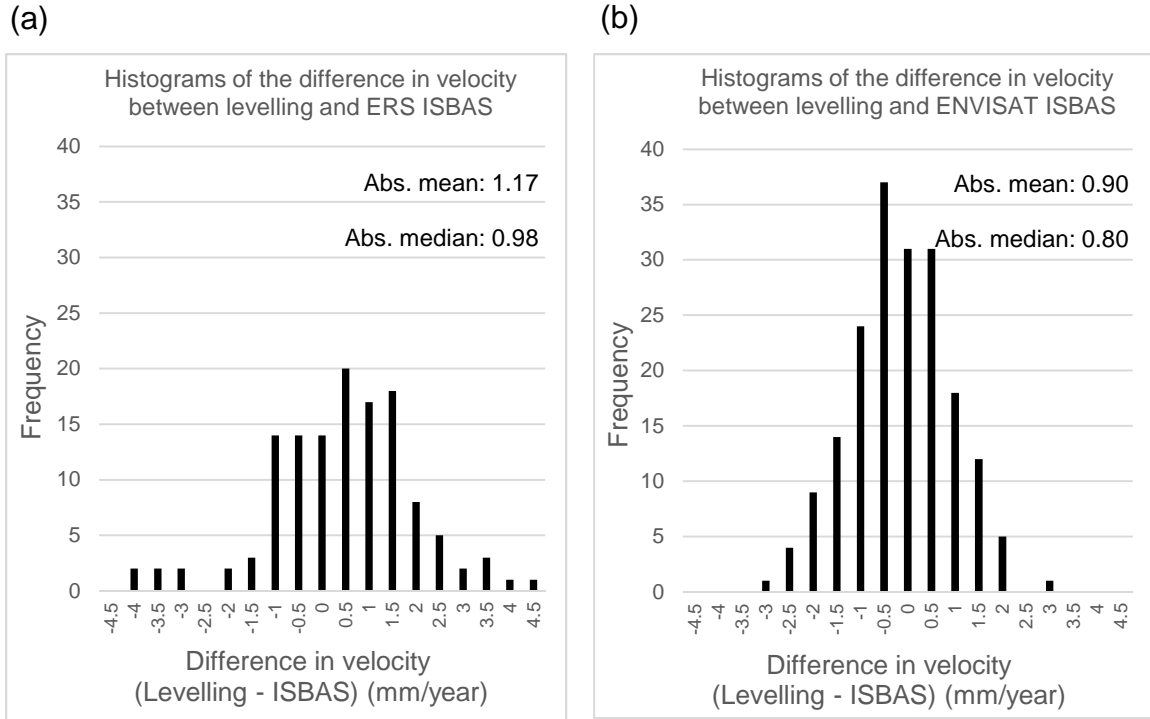 (a)
Histograms of the difference in velocity
between levelling and ERS ISBAS
Abs. mean: 1.17
Abs. median: 0.98
Frequency
40
35
30
25
20
15
10
5
0
-4.5 -4 -3.5 -3 -2.5 -2 -1.5 -1 -0.5 0 0.5 1 1.5 2 2.5 3 3.5 4 4.5
Difference in velocity
(Levelling - ISBAS) (mm/year)
(b)
Histograms of the difference in velocity
between levelling and ENVISAT ISBAS
Abs. mean: 0.90
Abs. median: 0.80
Frequency
40
35
30
25
20
15
10
5
0
-4.5 -4 -3.5 -3 -2.5 -2 -1.5 -1 -0.5 0 0.5 1 1.5 2 2.5 3 3.5 4 4.5
Difference in velocity
(Levelling - ISBAS) (mm/year)